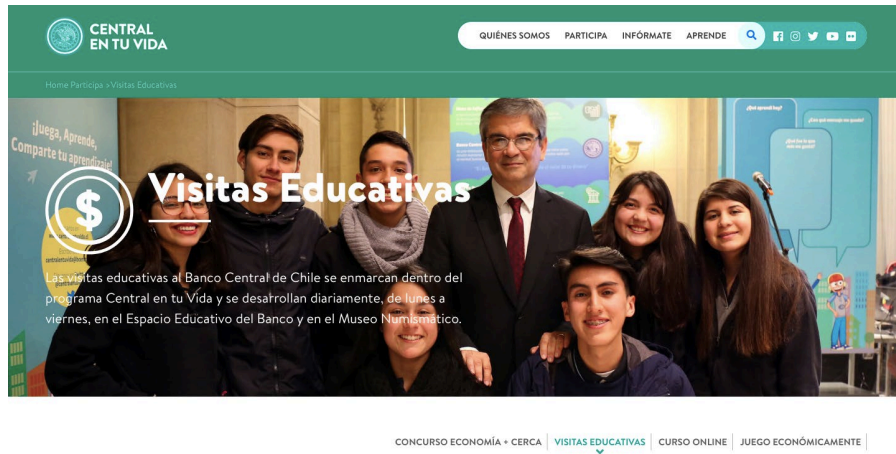 CENTRAL
EN TU VIDA
QUIÉNES SOMOS PARTICIPA INFÓRMATE APRENDE
Home Participa >Visitas Educativas
¡Juega, Aprende,
Comparte tu aprendizaje!
$
Visitas Educativas
Las visitas educativas al Banco Central de Chile se enmarcan dentro del
programa Central en tu Vida y se desarrollan diariamente, de lunes a
viernes, en el Espacio Educativo del Banco y en el Museo Numismático.
¿Qué aprendí hoy?
CONCURSO ECONOMÍA + CERCA VISITAS EDUCATIVAS CURSO ONLINE JUEGO ECONÓMICAMENTE